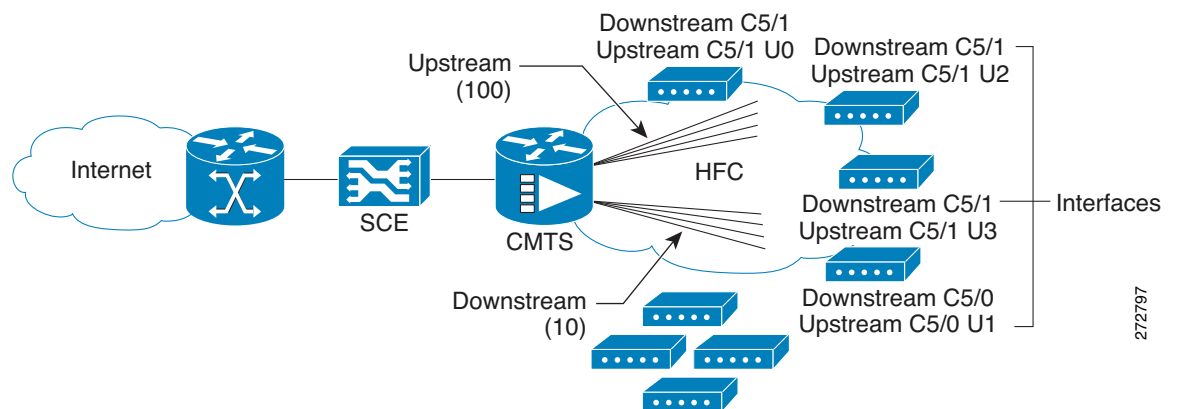 Downstream C5/1
Upstream C5/1 U0
Downstream C5/1
Upstream C5/1 U2
Upstream
(100)
Internet
SCE
CMTS
HFC
Downstream C5/1
Upstream C5/1 U3
Interfaces
Downstream
(10)
Downstream C5/0
Upstream C5/0 U1
272797